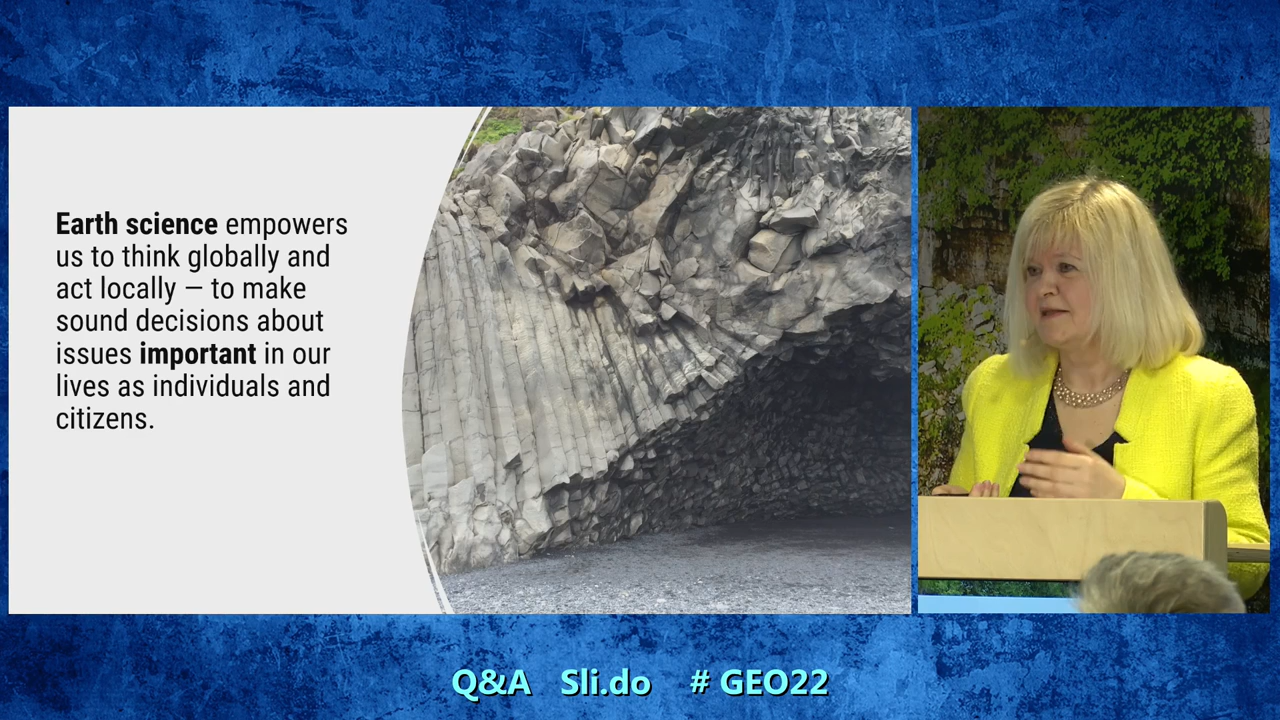 Earth science empowers
us to think globally and
act locally – to make
sound decisions about
issues important in our
lives as individuals and
citizens.
Q&A Sli.do # GEO22